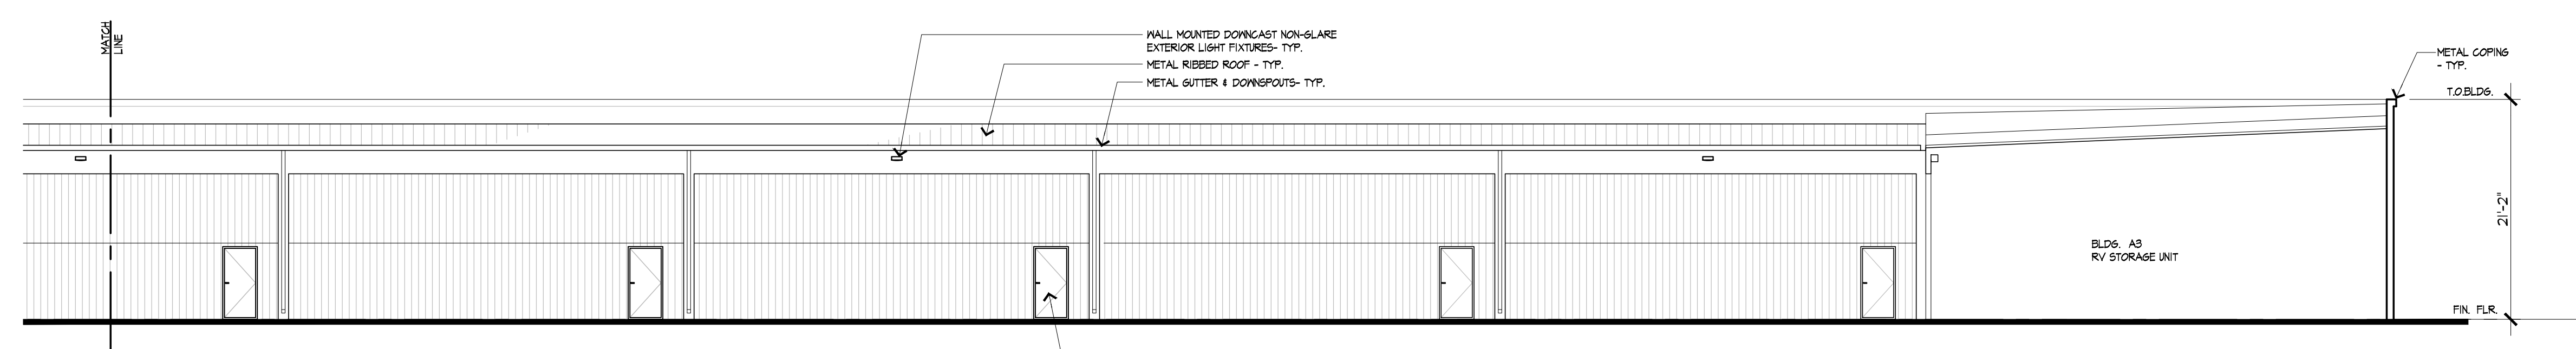 MATCH
LINE
WALL MOUNTED DOWNCAST NON-GLARE
EXTERIOR LIGHT FIXTURES- TYP.
METAL RIBBED ROOF - TYP.
METAL GUTTER & DOWNSPOUTS- TYP.
METAL COPING
- TYP.
T.O.BLDG.
21'-2"
BLDG. A3
RV STORAGE UNIT
FIN. FLR.